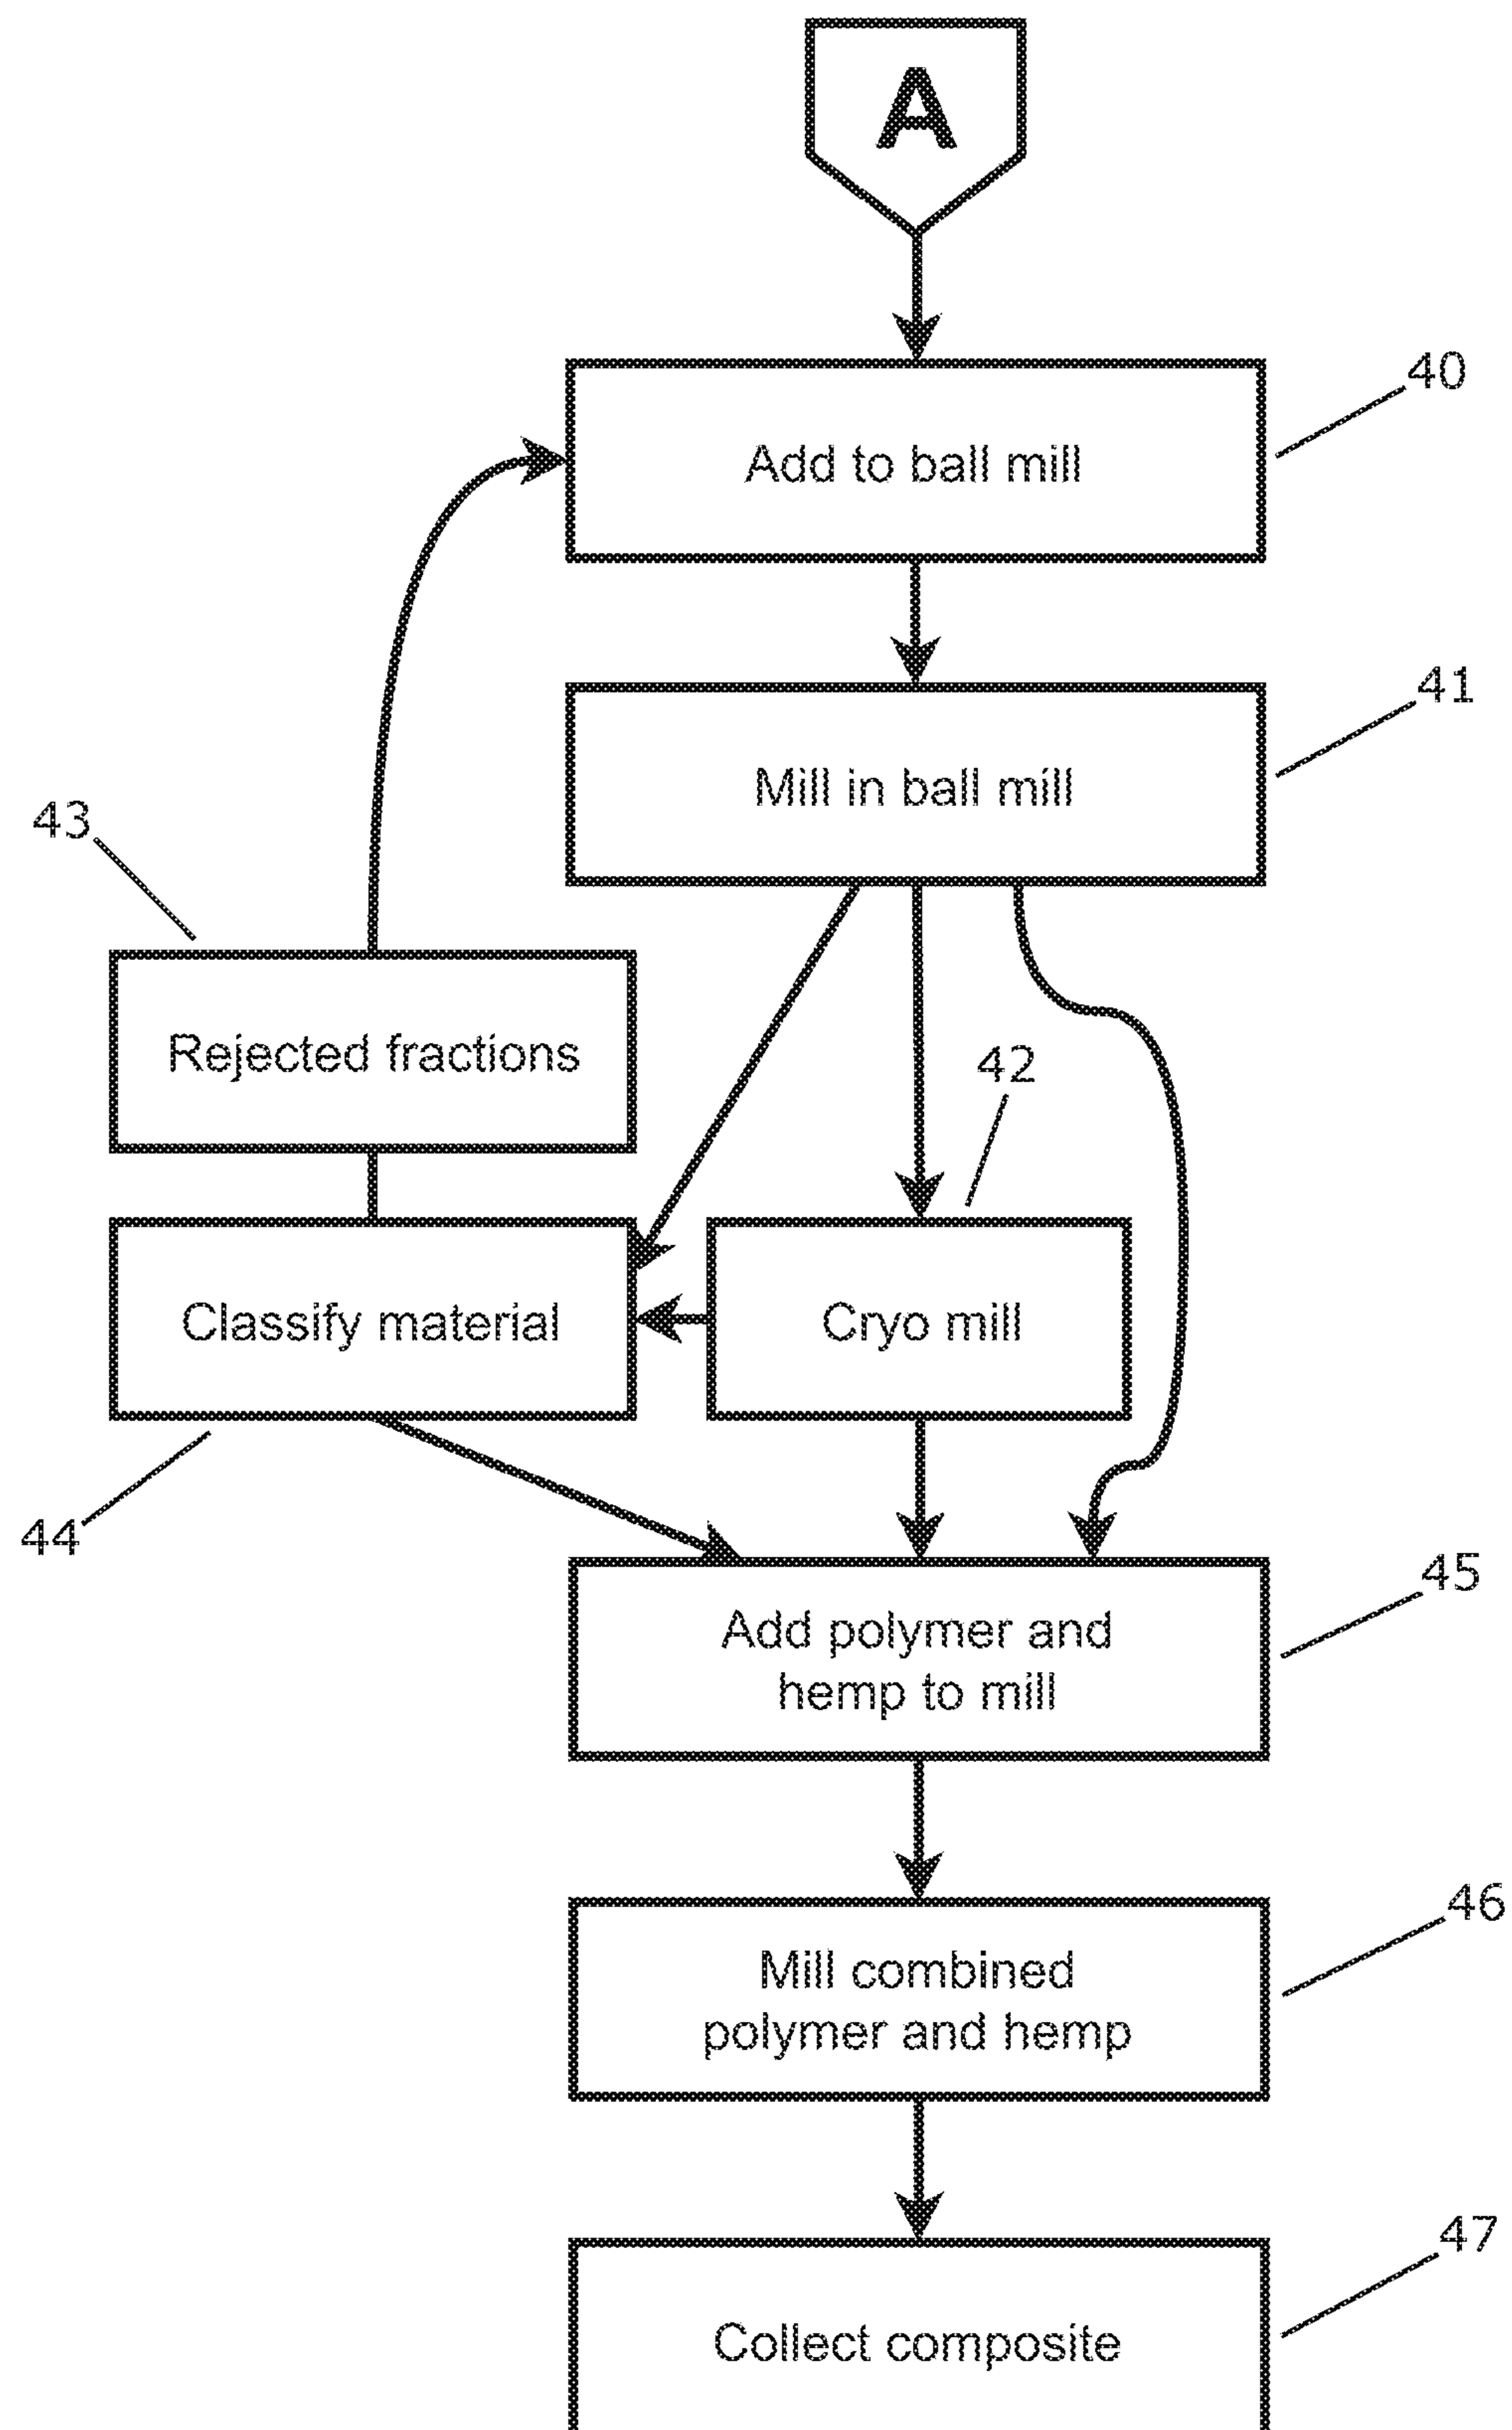 A
40
Add to ball mill
41
Mill in ball mill
43
Rejected fractions
42
Classify material
Cryo mill
44
45
Add polymer and
hemp to mill
46
Mill combined
polymer and hemp
47
Collect composite